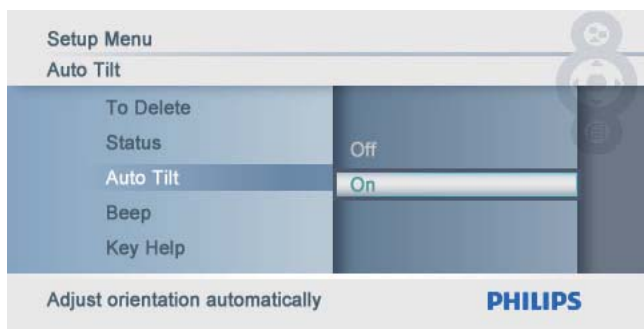 Setup Menu
Auto Tilt
To Delete
Status
Auto Tilt
Beep
Key Help
Off
On
Adjust orientation automatically
PHILIPS